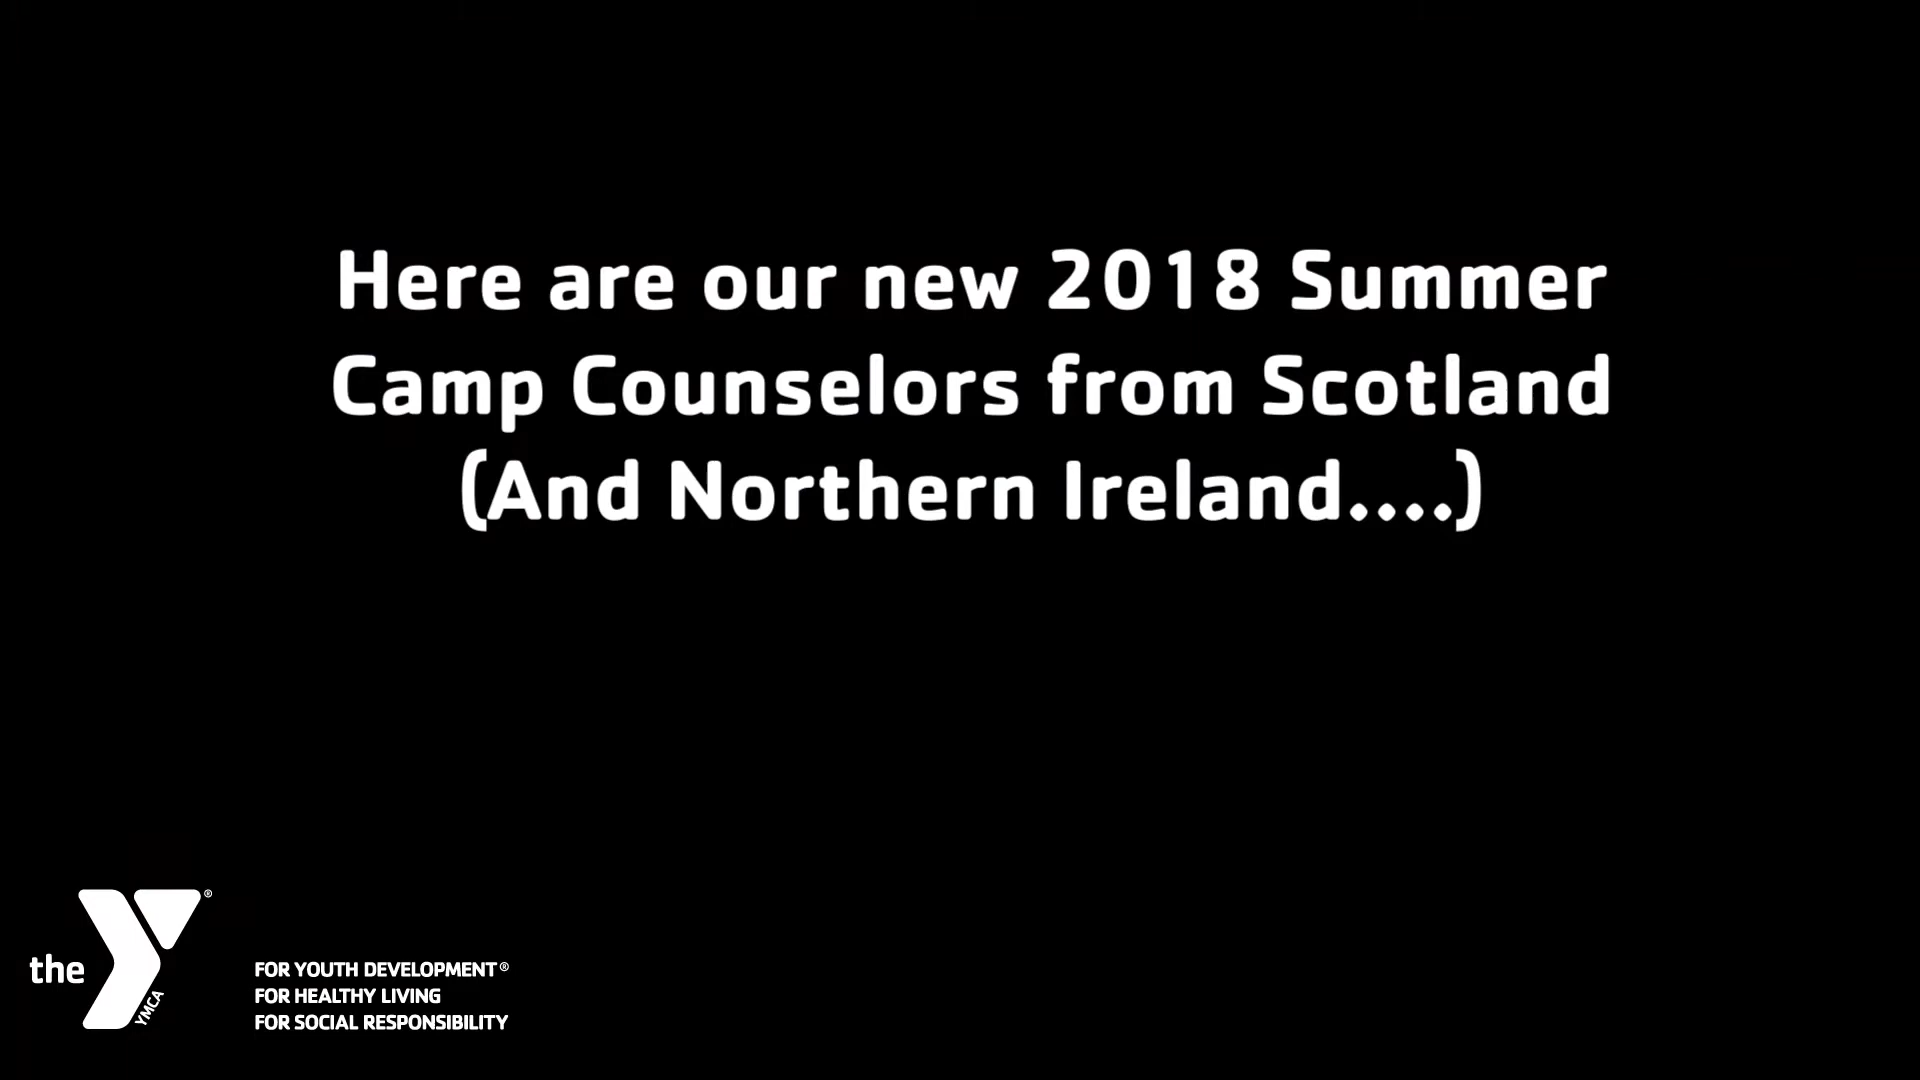 Here are our new 2018 Summer
Camp Counselors from Scotland
(And Northern Ireland....)
the
YMCA
®
FOR YOUTH DEVELOPMENT®
FOR HEALTHY LIVING
FOR SOCIAL RESPONSIBILITY